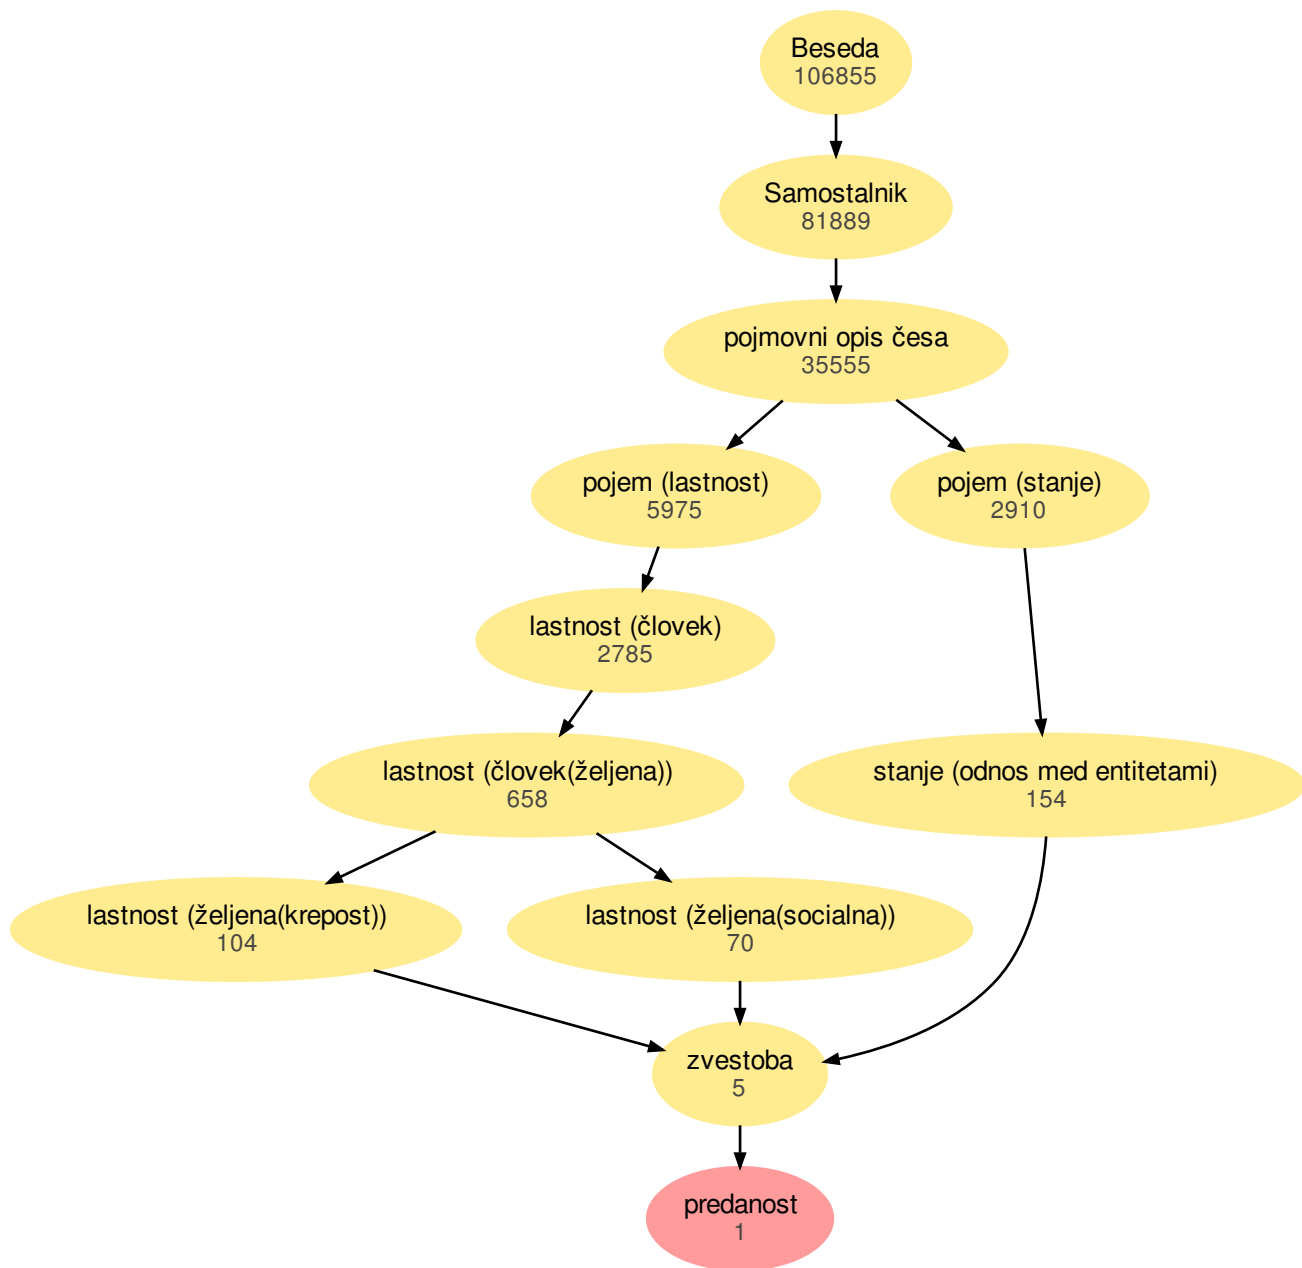 Beseda
106855
Samostalnik
81889
pojmovni opis česa
35555
pojem (lastnost)
5975
pojem (stanje)
2910
lastnost (človek)
2785
lastnost (človek(željena))
658
stanje (odnos med entitetami)
154
lastnost (željena(krepost))
104
lastnost (željena(socialna))
70
zvestoba
5
predanost
1